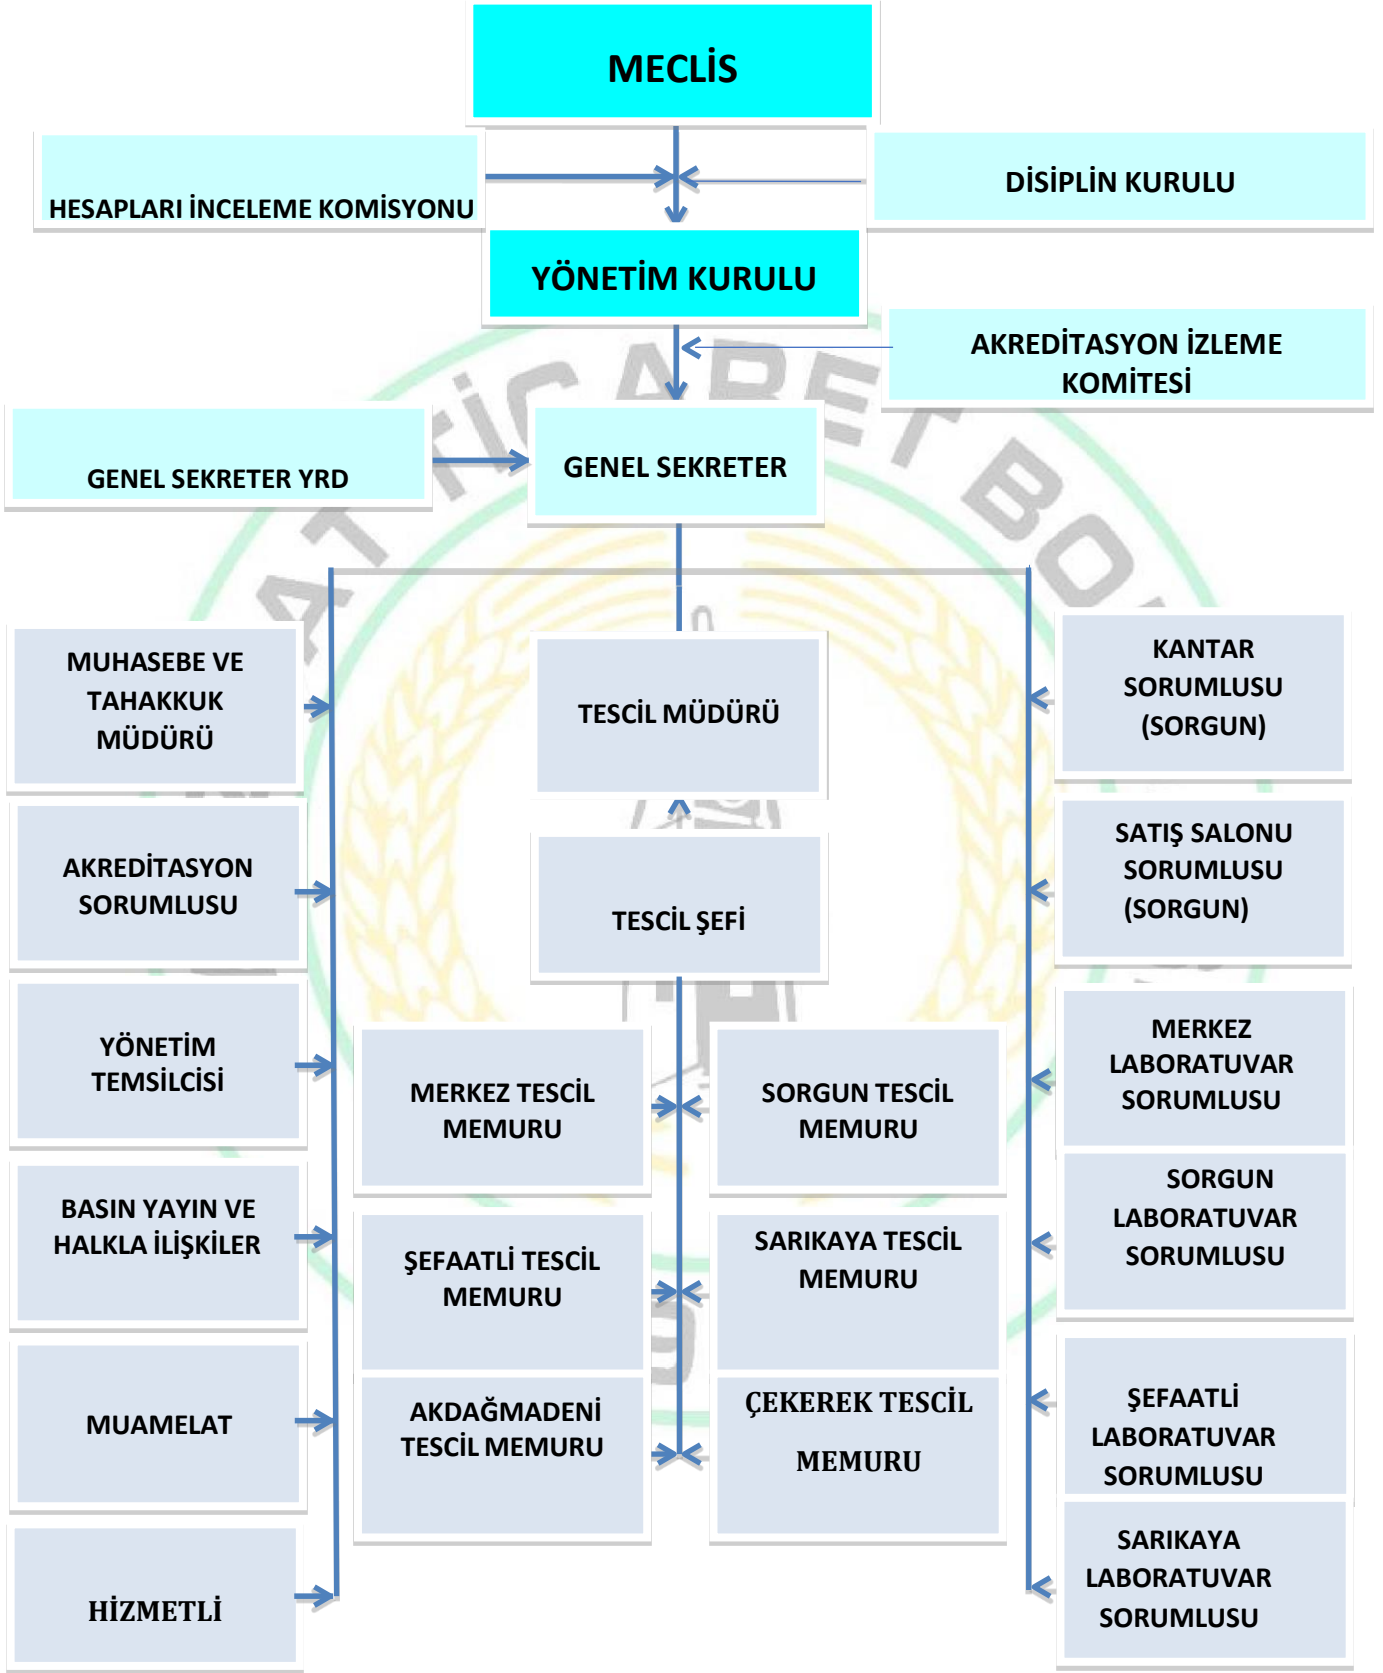 MECLİS
HESAPLARI İNCELEME KOMİSYONU
DİSİPLİN KURULU
YÖNETİM KURULU
AKREDİTASYON İZLEME
KOMİTESİ
GENEL SEKRETER YRD
GENEL SEKRETER
MUHASEBE VE
TAHAKKUK
MÜDÜRÜ
TESCİL MÜDÜRÜ
KANTAR
SORUMLUSU
(SORGUN)
AKREDİTASYON
SORUMLUSU
TESCİL ŞEFİ
SATIŞ SALONU
SORUMLUSU
(SORGUN)
YÖNETİM
TEMSİLCİSİ
MERKEZ TESCİL
MEMURU
SORGUN TESCİL
MEMURU
MERKEZ
LABORATUVAR
SORUMLUSU
BASIN YAYIN VE
HALKLA İLİŞKİLER
ŞEFAATLİ TESCİL
MEMURU
SARIKAYA TESCİL
MEMURU
SORGUN
LABORATUVAR
SORUMLUSU
MUAMELAT
AKDAĞMADENİ
TESCİL MEMURU
ÇEKEREK TESCİL
MEMURU
ŞEFAATLİ
LABORATUVAR
SORUMLUSU
HİZMETLİ
SARIKAYA
LABORATUVAR
SORUMLUSU